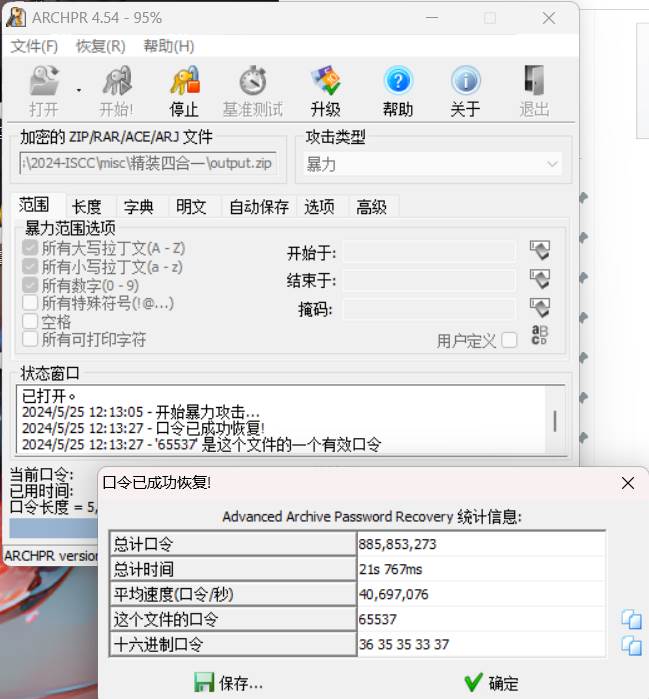 ARCHPR 4.54 - 95%
文件(F) 恢复(R) 帮助(H)
打开 开始! 停止 基准测试 升级 帮助 关于 退出
加密的 ZIP/RAR/ACE/ARJ 文件
:\2024-ISCC\misc\精装四合一\output.zip
攻击类型
暴力
范围 长度 字典 明文 自动保存 选项 高级
暴力范围选项
所有大写拉丁文(A - Z)
所有小写拉丁文(a - z)
所有数字(0 - 9)
所有特殊符号(!@...)
空格
所有可打印字符
开始于:
结束于:
掩码:
用户定义
状态窗口
已打开。
2024/5/25 12:13:05 - 开始暴力攻击...
2024/5/25 12:13:27 - 口令已成功恢复!
2024/5/25 12:13:27 - '65537' 是这个文件的一个有效口令
当前口令:
已用时间:
口令长度 = 5,
ARCHPR version
口令已成功恢复!
Advanced Archive Password Recovery 统计信息:
总计口令 885,853,273
总计时间 21s 767ms
平均速度(口令/秒) 40,697,076
这个文件的口令 65537
十六进制口令 36 35 35 33 37
保存... 确定